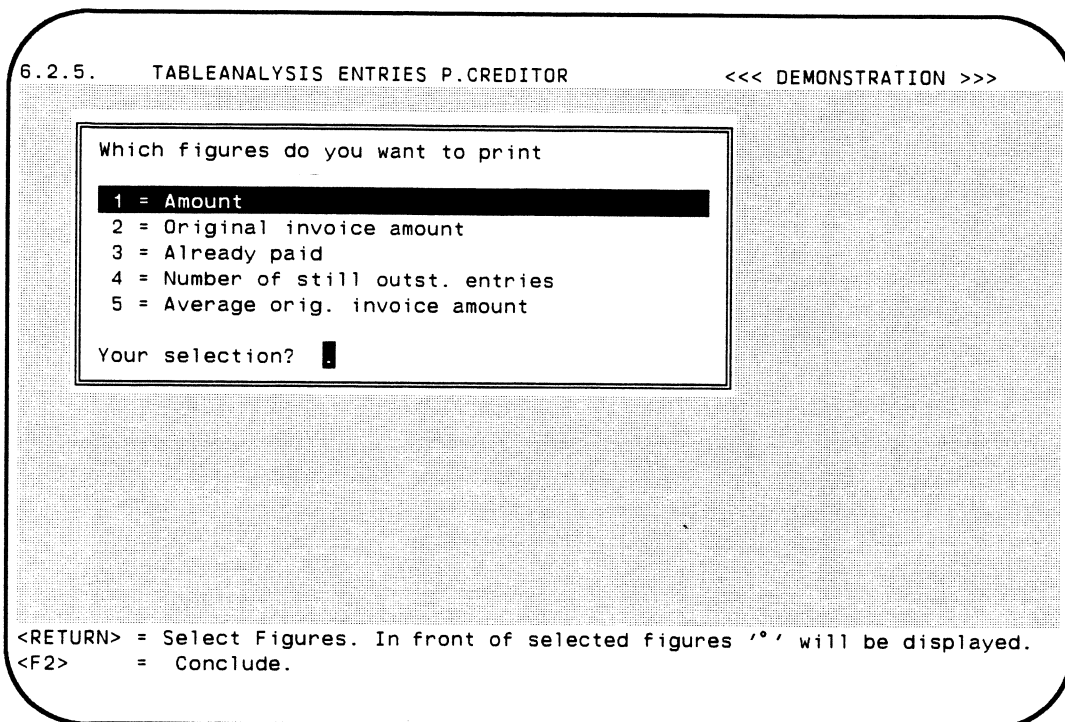 6.2.5. TABLEANALYSIS ENTRIES P.CREDITOR <<< DEMONSTRATION >>>
Which figures do you want to print
1 = Amount
2 = Original invoice amount
3 = Already paid
4 = Number of still outst. entries
5 = Average orig. invoice amount
Your selection? .
<RETURN> = Select Figures. In front of selected figures '°' will be displayed.
<F2> = Conclude.